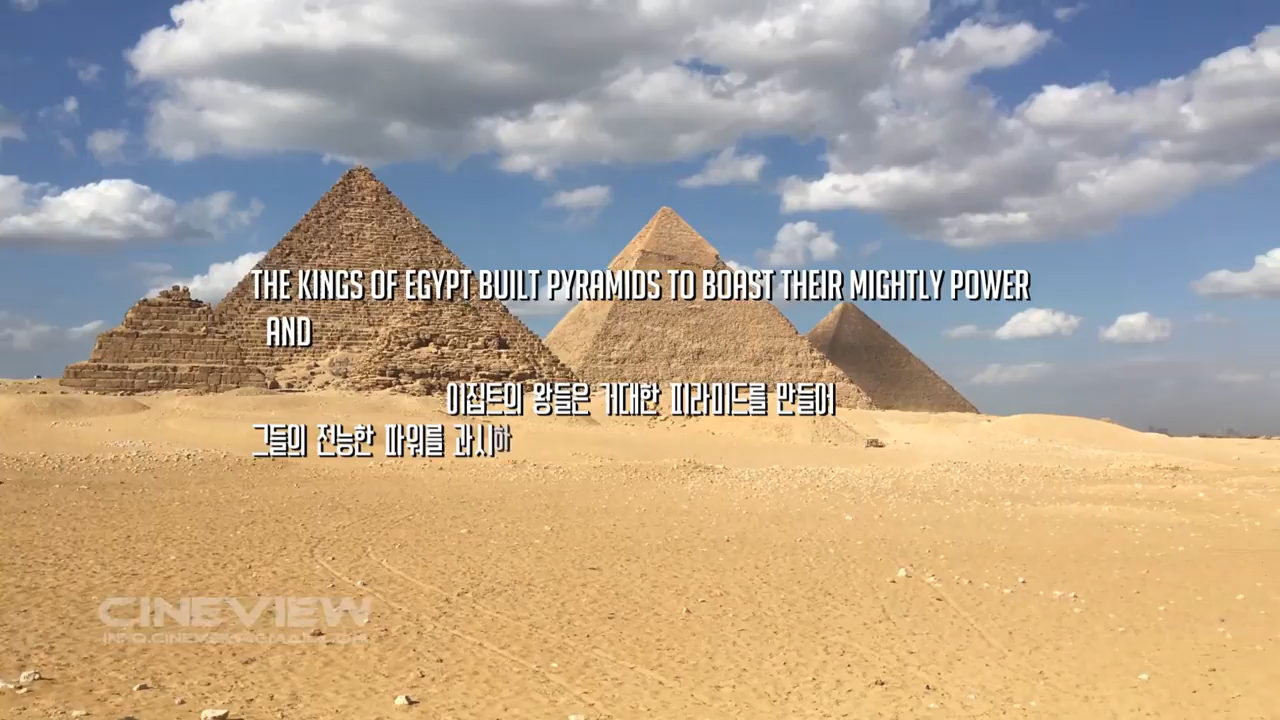 THE KINGS OF EGYPT BUILT PYRAMIDS TO BOAST THEIR MIGHTLY POWER
AND
이집트의 왕들은 거대한 피라미드를 만들어
그들의 전능한 파워를 과시하
CINEVIEW